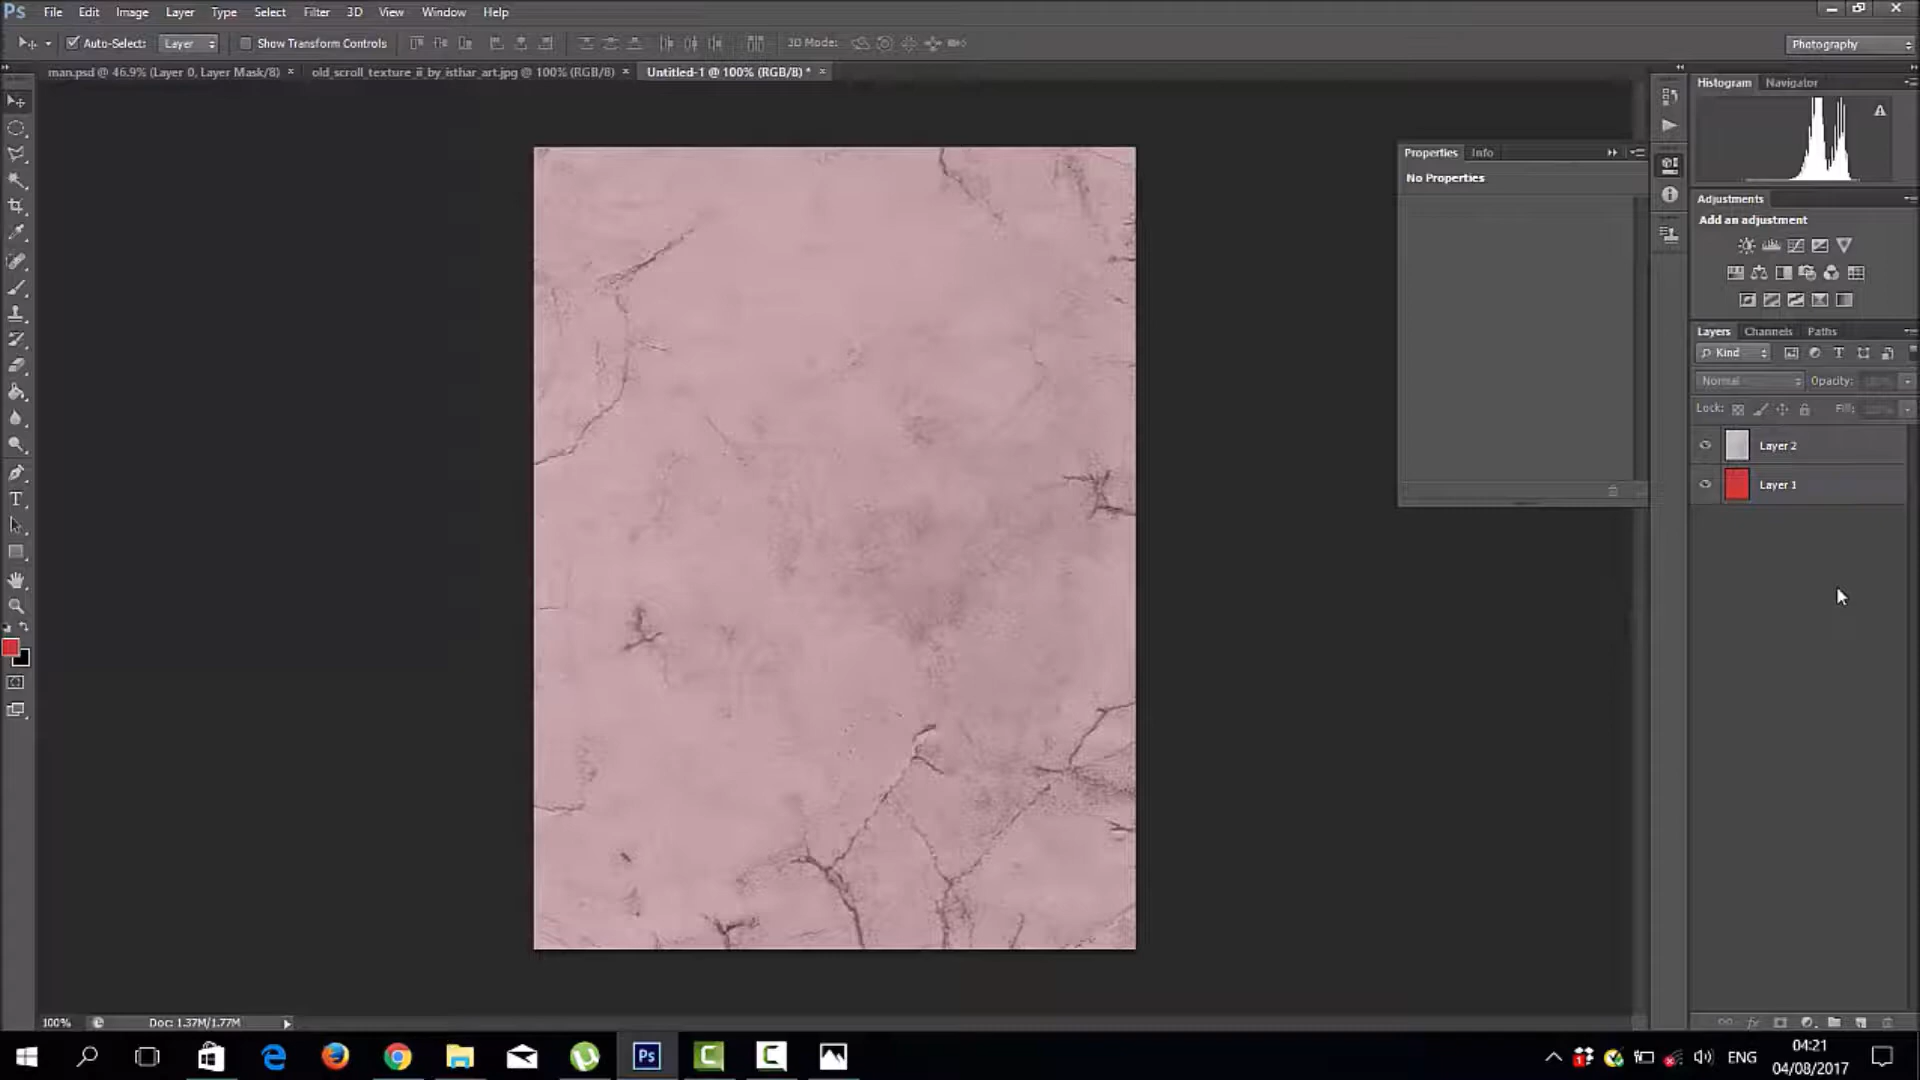 Ps File Edit Image Layer Type Select Filter 3D View Window Help
Auto-Select: Layer Show Transform Controls 3D Mode: Photography
man.psd @ 46.9% (Layer 0, Layer Mask/8) × old_scroll_texture_ii_by_isthar_art.jpg @ 100% (RGB/8) × Untitled-1 @ 100% (RGB/8) * ×
Histogram Navigator
Properties Info
No Properties
Adjustments
Add an adjustment
Layers Channels Paths
Kind
Normal Opacity:
Lock: Fill:
Layer 2
Layer 1
100% Doc: 1.37M/1.77M
Ps
ENG
04:21
04/08/2017